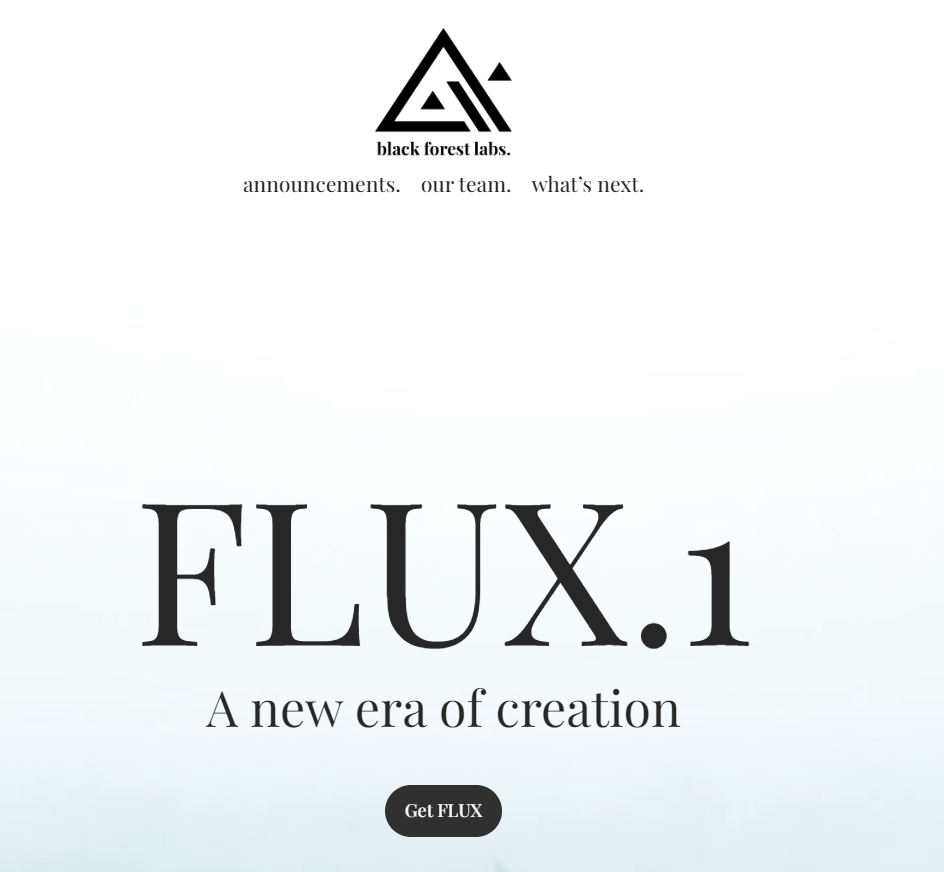 black forest labs.
announcements. our team. what’s next.
FLUX.1
A new era of creation
Get FLUX